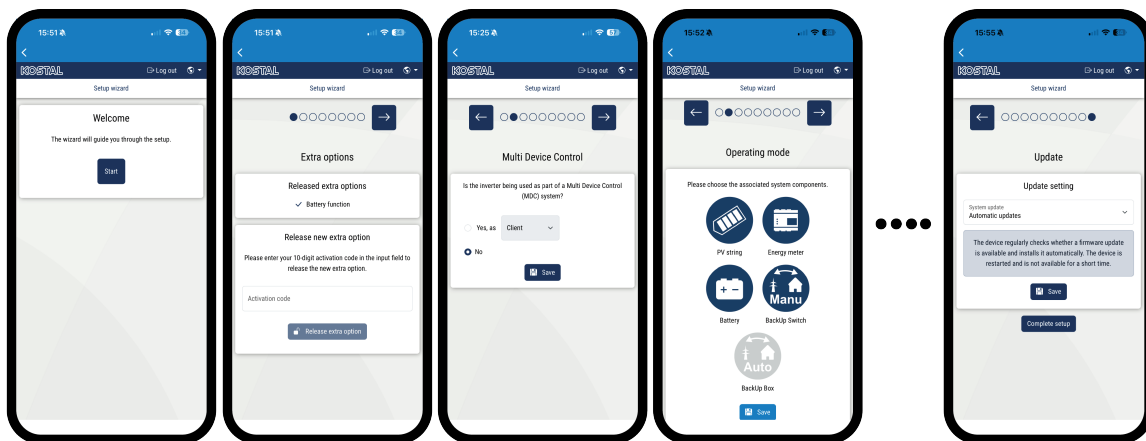 15:51
KOSTAL
Log out
Setup wizard
Welcome
The wizard will guide you through the setup.
Start
15:51
KOSTAL
Log out
Setup wizard
Extra options
Released extra options
Battery function
Release new extra option
Please enter your 10-digit activation code in the input field to
release the new extra option.
Activation code
Release extra option
15:25
KOSTAL
Log out
Setup wizard
Multi Device Control
Is the inverter being used as part of a Multi Device Control
(MDC) system?
Yes, as Client
No
Save
15:52
KOSTAL
Log out
Setup wizard
Operating mode
Please choose the associated system components.
PV string Energy meter
Manu
Battery BackUp Switch
Auto
BackUp Box
Save
15:55
KOSTAL
Log out
Setup wizard
Update
Update setting
System update
Automatic updates
The device regularly checks whether a firmware update
is available and installs it automatically. The device is
restarted and is not available for a short time.
Save
Complete setup